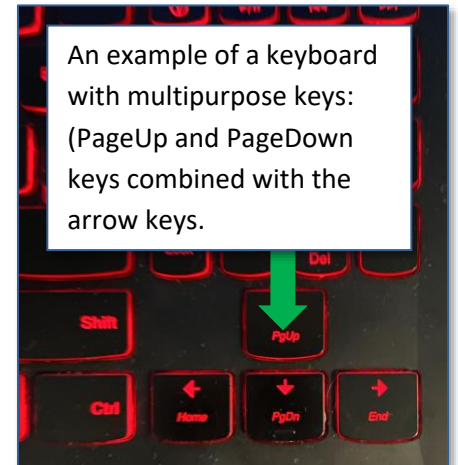 An example of a keyboard
with multipurpose keys:
(PageUp and PageDown
keys combined with the
arrow keys.
Del
Shift
PgUp
Ctrl
Home
PgDn
End